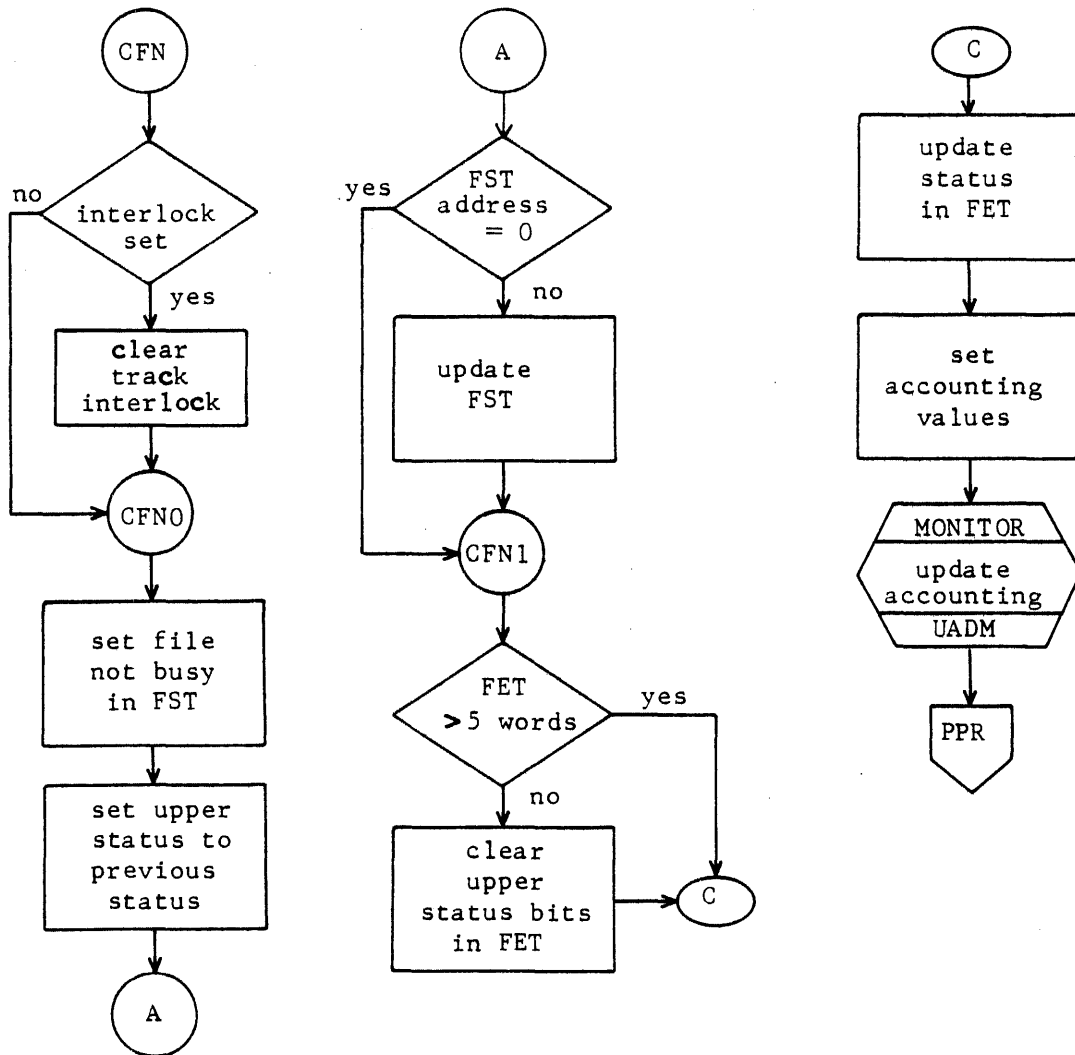 CFN
no
interlock
set
yes
clear
track
interlock
CFN0
set file
not busy
in FST
set upper
status to
previous
status
A
A
yes
FST
address
= 0
no
update
FST
CFN1
FET
>5 words
yes
no
clear
upper
status bits
in FET
C
C
update
status
in FET
set
accounting
values
MONITOR
update
accounting
UADM
PPR